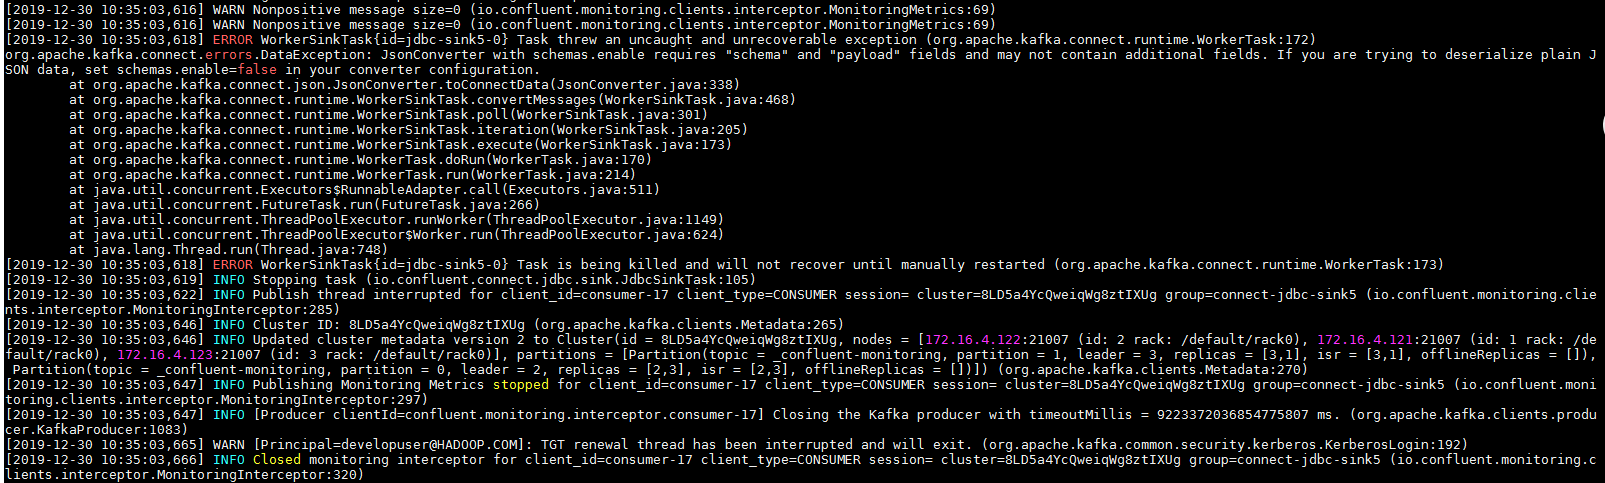 [2019-12-30 10:35:03,616] WARN Nonpositive message size=0 (io.confluent.monitoring.clients.interceptor.MonitoringMetrics:69)
[2019-12-30 10:35:03,616] WARN Nonpositive message size=0 (io.confluent.monitoring.clients.interceptor.MonitoringMetrics:69)
[2019-12-30 10:35:03,618] ERROR WorkerSinkTask{id=jdbc-sink5-0} Task threw an uncaught and unrecoverable exception (org.apache.kafka.connect.runtime.WorkerTask:172)
org.apache.kafka.connect.errors.DataException: JsonConverter with schemas.enable requires "schema" and "payload" fields and may not contain additional fields. If you are trying to deserialize plain J
SON data, set schemas.enable=false in your converter configuration.
        at org.apache.kafka.connect.json.JsonConverter.toConnectData(JsonConverter.java:338)
        at org.apache.kafka.connect.runtime.WorkerSinkTask.convertMessages(WorkerSinkTask.java:468)
        at org.apache.kafka.connect.runtime.WorkerSinkTask.poll(WorkerSinkTask.java:301)
        at org.apache.kafka.connect.runtime.WorkerSinkTask.iteration(WorkerSinkTask.java:205)
        at org.apache.kafka.connect.runtime.WorkerSinkTask.execute(WorkerSinkTask.java:173)
        at org.apache.kafka.connect.runtime.WorkerTask.doRun(WorkerTask.java:170)
        at org.apache.kafka.connect.runtime.WorkerTask.run(WorkerTask.java:214)
        at java.util.concurrent.Executors$RunnableAdapter.call(Executors.java:511)
        at java.util.concurrent.FutureTask.run(FutureTask.java:266)
        at java.util.concurrent.ThreadPoolExecutor.runWorker(ThreadPoolExecutor.java:1149)
        at java.util.concurrent.ThreadPoolExecutor$Worker.run(ThreadPoolExecutor.java:624)
        at java.lang.Thread.run(Thread.java:748)
[2019-12-30 10:35:03,618] ERROR WorkerSinkTask{id=jdbc-sink5-0} Task is being killed and will not recover until manually restarted (org.apache.kafka.connect.runtime.WorkerTask:173)
[2019-12-30 10:35:03,619] INFO Stopping task (io.confluent.connect.jdbc.sink.JdbcSinkTask:105)
[2019-12-30 10:35:03,622] INFO Publish thread interrupted for client_id=consumer-17 client_type=CONSUMER session= cluster=8LD5a4YcQweiqWg8ztIXUg group=connect-jdbc-sink5 (io.confluent.monitoring.clie
nts.interceptor.MonitoringInterceptor:285)
[2019-12-30 10:35:03,646] INFO Cluster ID: 8LD5a4YcQweiqWg8ztIXUg (org.apache.kafka.clients.Metadata:265)
[2019-12-30 10:35:03,646] INFO Updated cluster metadata version 2 to Cluster(id = 8LD5a4YcQweiqWg8ztIXUg, nodes = [172.16.4.122:21007 (id: 2 rack: /default/rack0), 172.16.4.121:21007 (id: 1 rack: /de
fault/rack0), 172.16.4.123:21007 (id: 3 rack: /default/rack0)], partitions = [Partition(topic = _confluent-monitoring, partition = 1, leader = 3, replicas = [3,1], isr = [3,1], offlineReplicas = []),
 Partition(topic = _confluent-monitoring, partition = 0, leader = 2, replicas = [2,3], isr = [2,3], offlineReplicas = [])]) (org.apache.kafka.clients.Metadata:270)
[2019-12-30 10:35:03,647] INFO Publishing Monitoring Metrics stopped for client_id=consumer-17 client_type=CONSUMER session= cluster=8LD5a4YcQweiqWg8ztIXUg group=connect-jdbc-sink5 (io.confluent.moni
toring.clients.interceptor.MonitoringInterceptor:297)
[2019-12-30 10:35:03,647] INFO [Producer clientId=confluent.monitoring.interceptor.consumer-17] Closing the Kafka producer with timeoutMillis = 9223372036854775807 ms. (org.apache.kafka.clients.produ
cer.KafkaProducer:1083)
[2019-12-30 10:35:03,665] WARN [Principal=developuser@HADOOP.COM]: TGT renewal thread has been interrupted and will exit. (org.apache.kafka.common.security.kerberos.KerberosLogin:192)
[2019-12-30 10:35:03,666] INFO Closed monitoring interceptor for client_id=consumer-17 client_type=CONSUMER session= cluster=8LD5a4YcQweiqWg8ztIXUg group=connect-jdbc-sink5 (io.confluent.monitoring.c
lients.interceptor.MonitoringInterceptor:320)